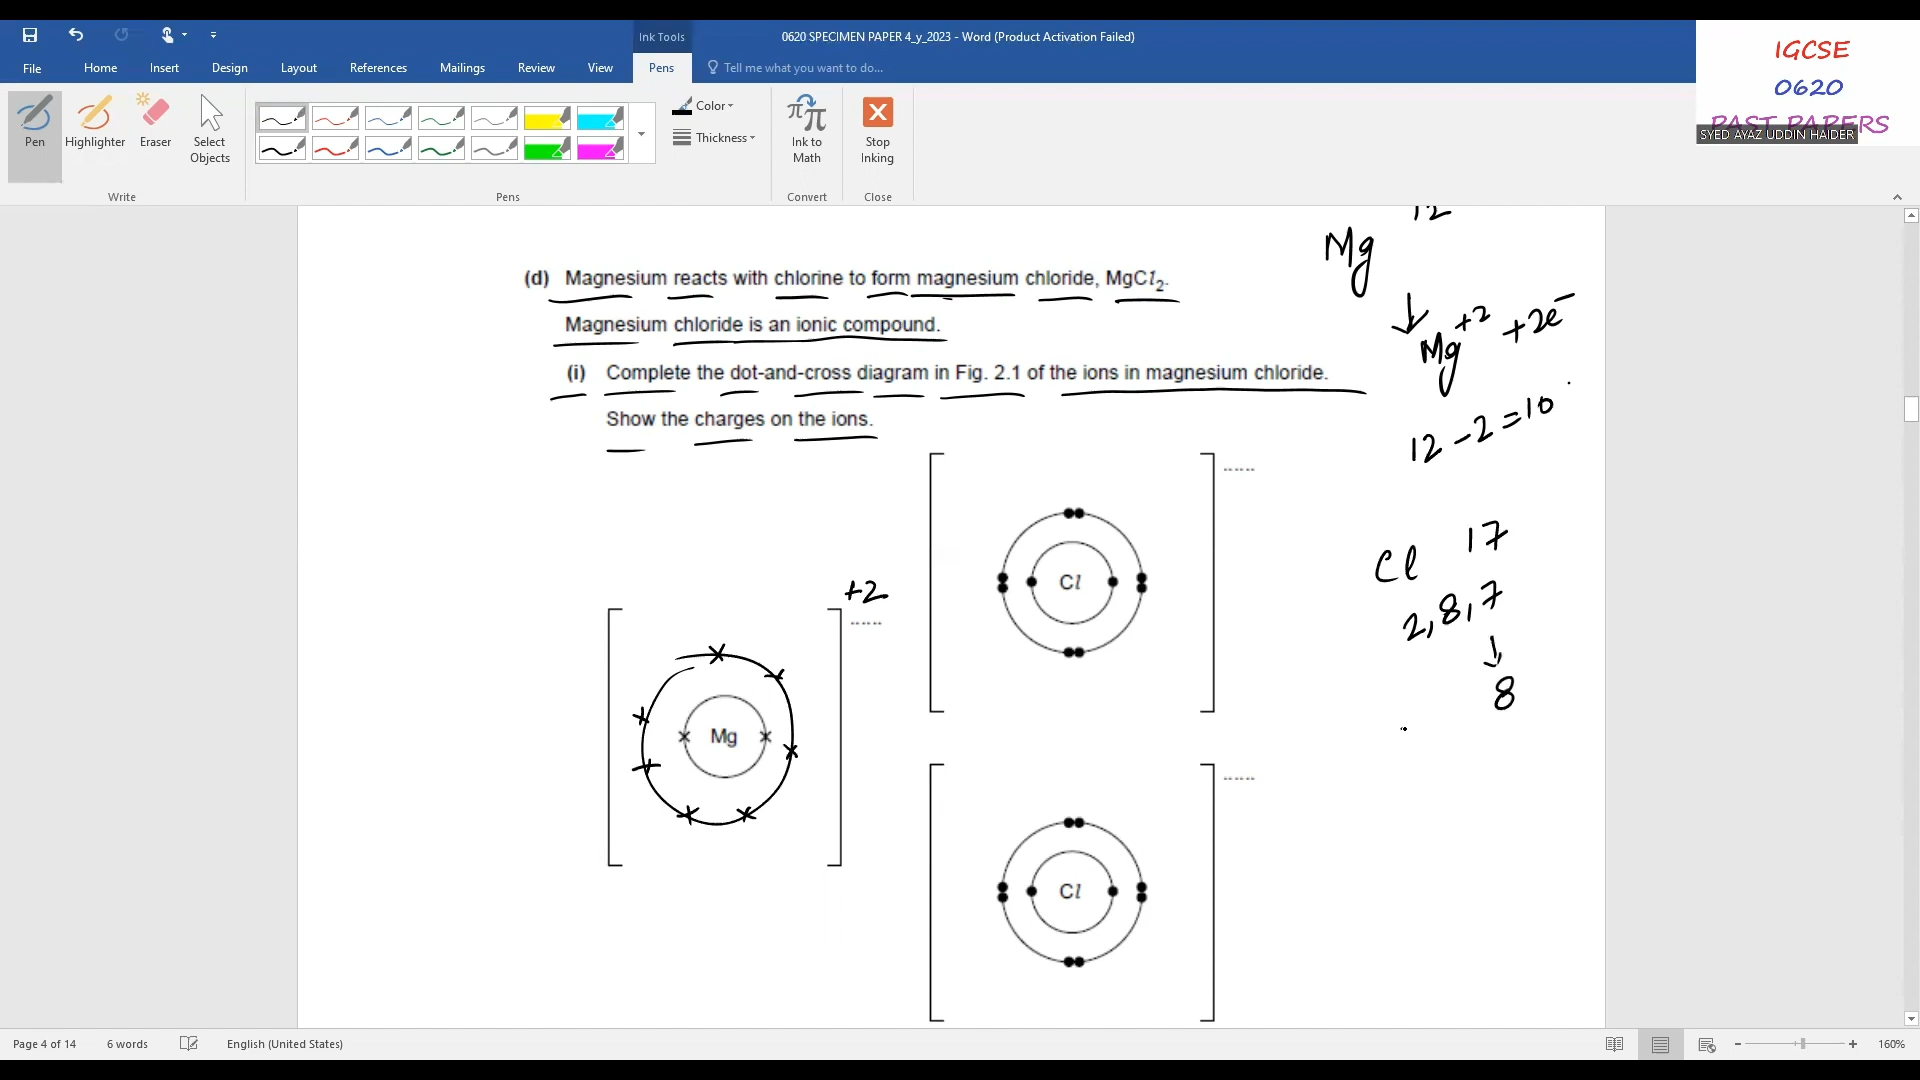 0620 SPECIMEN PAPER 4_y_2023 - Word (Product Activation Failed)
Ink Tools
File Home Insert Design Layout References Mailings Review View Pens Tell me what you want to do...
IGCSE
0620
PAST PAPERS
SYED AYAZ UDDIN HAIDER
Pen Highlighter Eraser Select Objects
Color
Thickness
Ink to Math
Stop Inking
Write Pens Convert Close
12
Mg
(d) Magnesium reacts with chlorine to form magnesium chloride, MgCl₂.
Magnesium chloride is an ionic compound.
Mg⁺² + 2e⁻
(i) Complete the dot-and-cross diagram in Fig. 2.1 of the ions in magnesium chloride.
Show the charges on the ions.
12 - 2 = 10
Cl 17
2,8,7
8
Cl
+2
Mg
Cl
Page 4 of 14 6 words English (United States) 160%